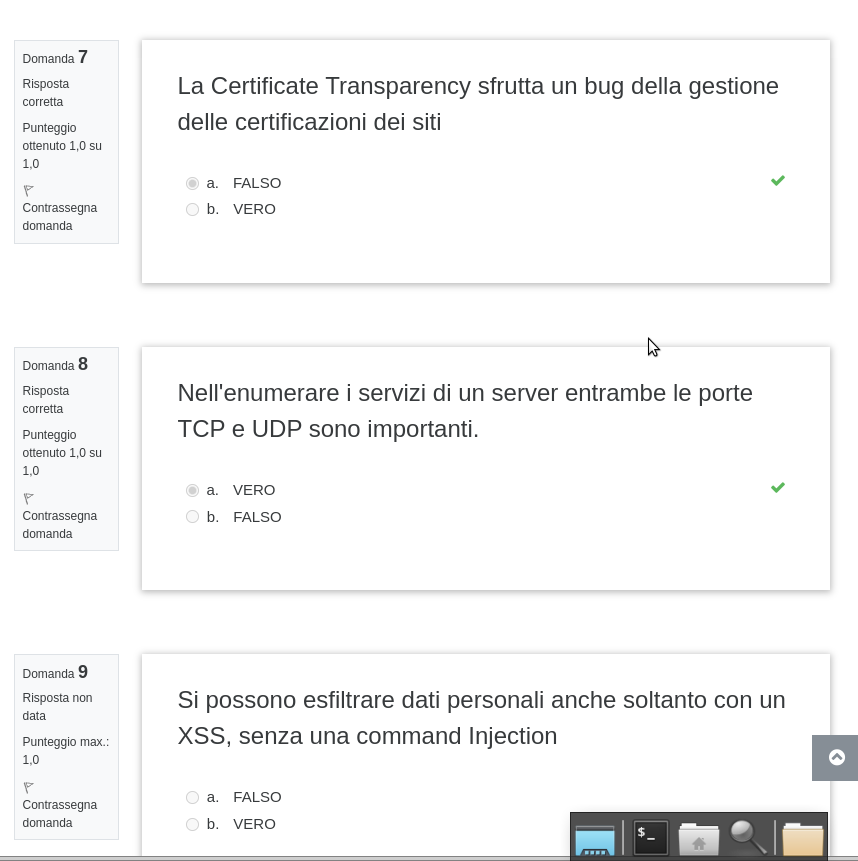 Domanda 7
Risposta
corretta
Punteggio
ottenuto 1,0 su
1,0
Contrassegna
domanda
La Certificate Transparency sfrutta un bug della gestione
delle certificazioni dei siti
a. FALSO
b. VERO
Domanda 8
Risposta
corretta
Punteggio
ottenuto 1,0 su
1,0
Contrassegna
domanda
Nell'enumerare i servizi di un server entrambe le porte
TCP e UDP sono importanti.
a. VERO
b. FALSO
Domanda 9
Risposta non
data
Punteggio max.:
1,0
Contrassegna
domanda
Si possono esfiltrare dati personali anche soltanto con un
XSS, senza una command Injection
a. FALSO
b. VERO
$_